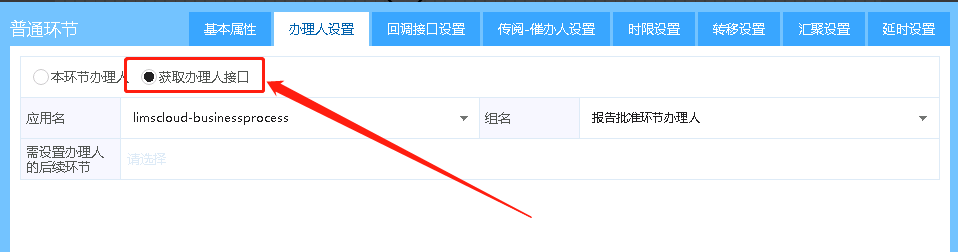 普通环节
基本属性 办理人设置 回调接口设置 传阅-催办人设置 时限设置 转移设置 汇聚设置 延时设置
本环节办理人 获取办理人接口
应用名 limscloud-businessprocess 组名 报告批准环节办理人
需设置办理人
的后续环节
请选择